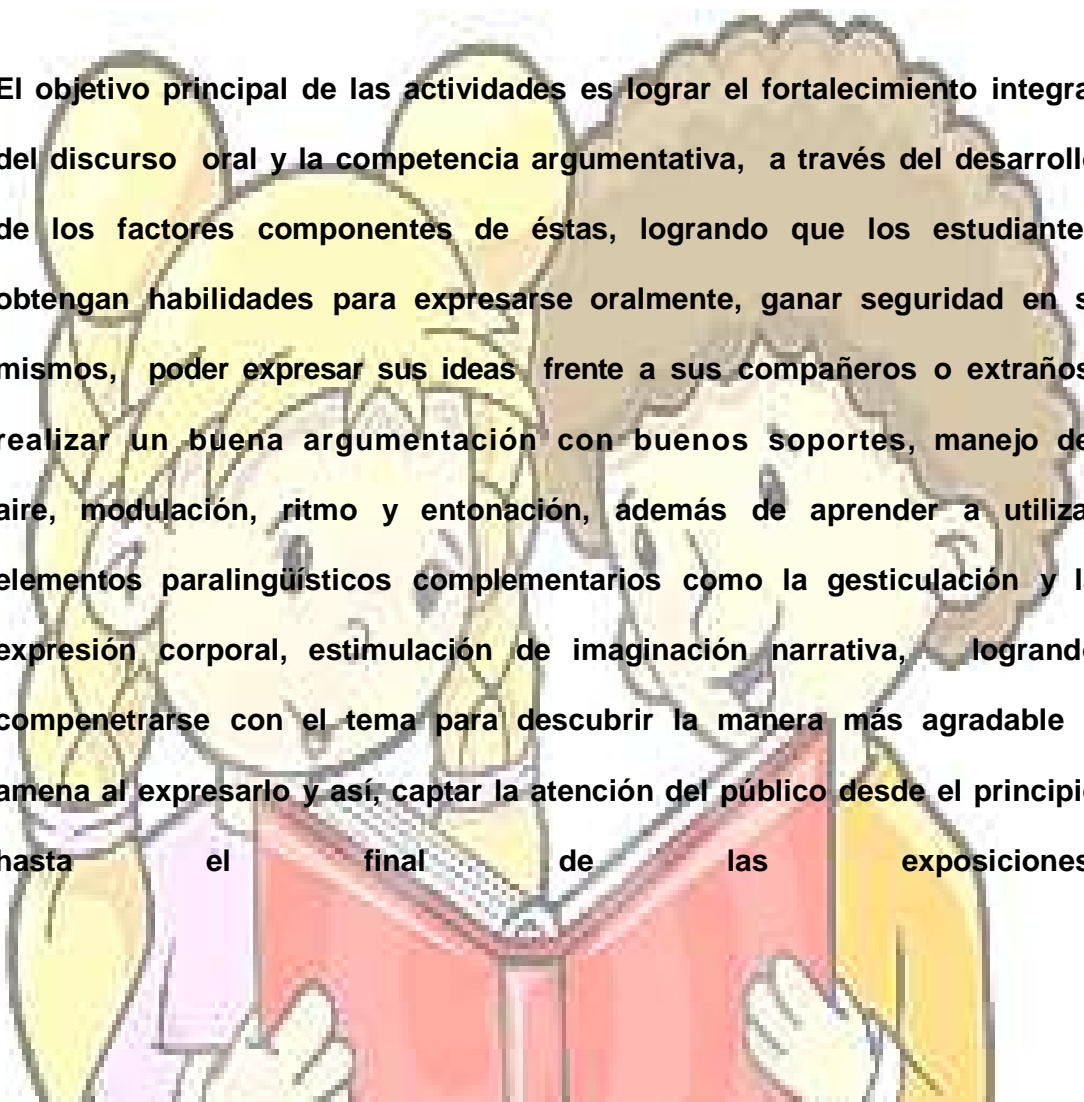 El objetivo principal de las actividades es lograr el fortalecimiento integra
del discurso oral y la competencia argumentativa, a través del desarroll
de los factores componentes de éstas, logrando que los estudiante
obtengan habilidades para expresarse oralmente, ganar seguridad en s
mismos, poder expresar sus ideas frente a sus compañeros o extraños
realizar un buena argumentación con buenos soportes, manejo de
aire, modulación, ritmo y entonación, además de aprender a utiliza
elementos paralingüísticos complementarios como la gesticulación y l
expresión corporal, estimulación de imaginación narrativa, logrand
compenetrarse con el tema para descubrir la manera más agradable
amena al expresarlo y así, captar la atención del público desde el principi
hasta el final de las exposiciones